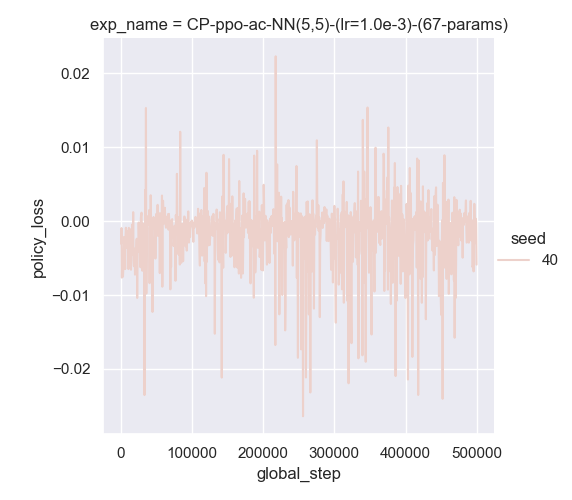 exp_name = CP-ppo-ac-NN(5,5)-(lr=1.0e-3)-(67-params)
0.02
0.01
0.00
−0.01
−0.02
policy_loss
0 100000 200000 300000 400000 500000
global_step
seed
40